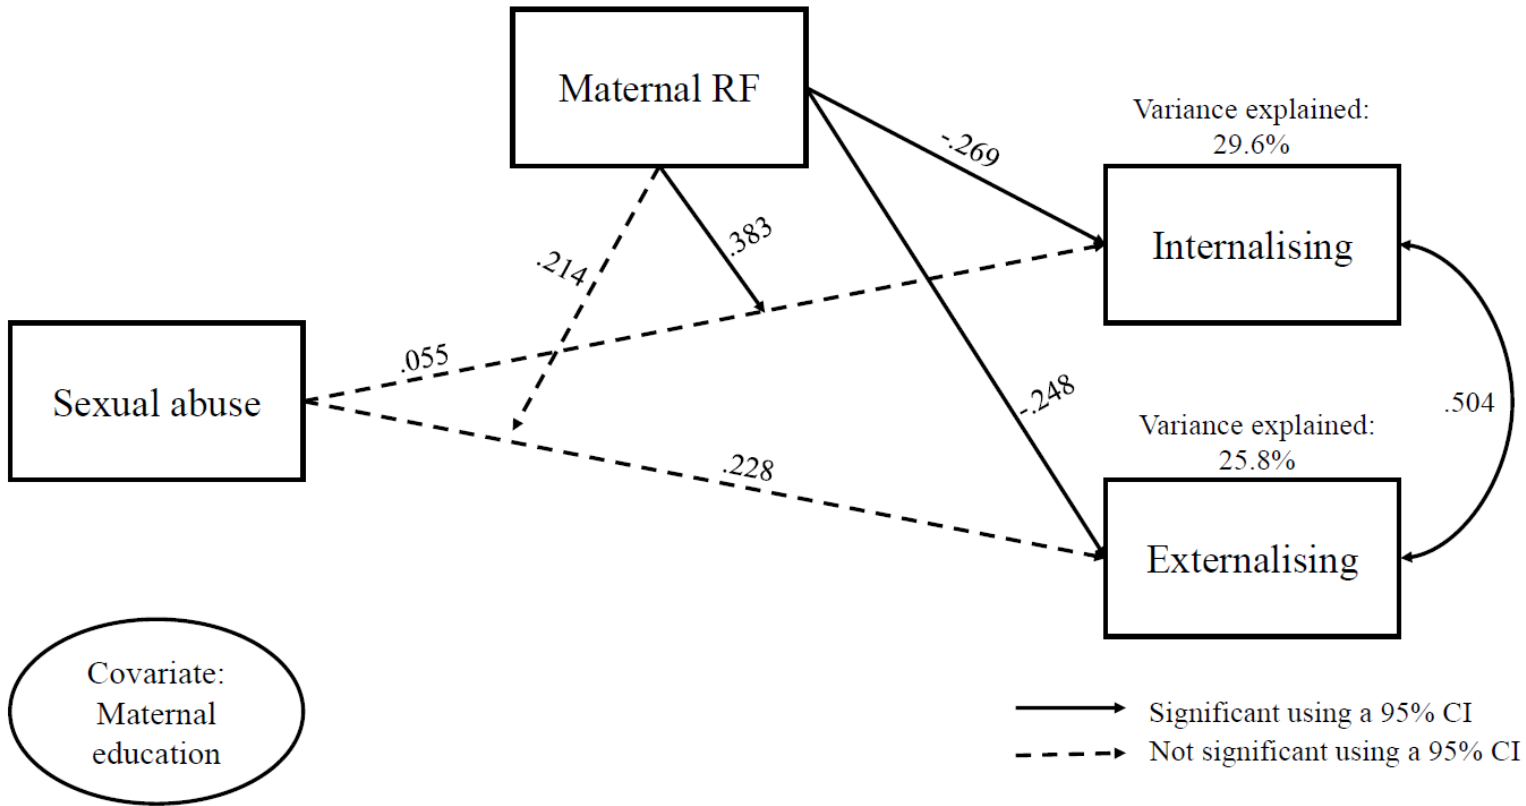 Maternal RF
Variance explained:
29.6%
-.269
Internalising
.383
.214
.055
Sexual abuse
-.248
.504
Variance explained:
25.8%
.228
Externalising
Covariate:
Maternal
education
Significant using a 95% CI
Not significant using a 95% CI